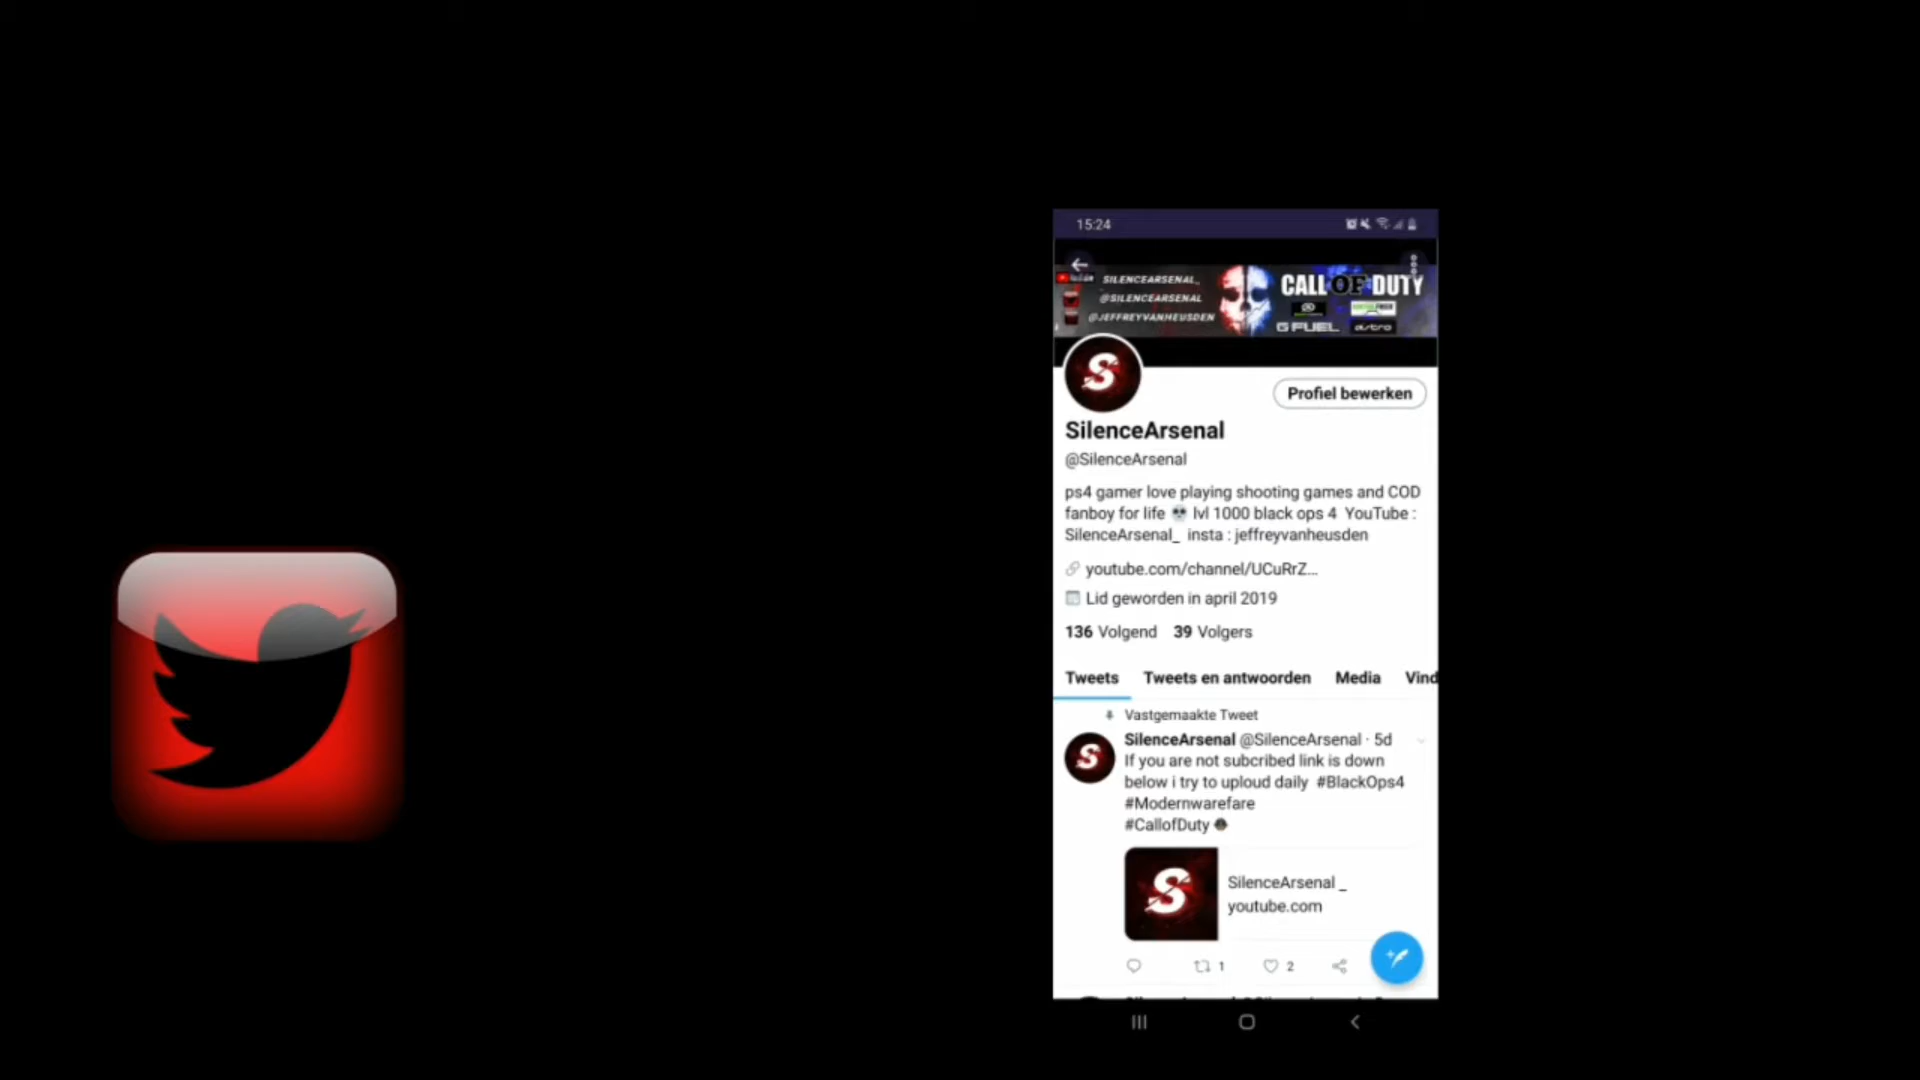 15:24
YouTube SILENCEARSENAL_
@SILENCEARSENAL
@JEFFREYVANHEUSDEN
CALL OF DUTY
G FUEL astro
S
Profiel bewerken
SilenceArsenal
@SilenceArsenal
ps4 gamer love playing shooting games and COD
fanboy for life 💀 lvl 1000 black ops 4 YouTube :
SilenceArsenal_ insta : jeffreyvanheusden
youtube.com/channel/UCuRrZ...
Lid geworden in april 2019
136 Volgend 39 Volgers
Tweets Tweets en antwoorden Media Vind
Vastgemaakte Tweet
SilenceArsenal @SilenceArsenal · 5d
If you are not subcribed link is down
below i try to uploud daily #BlackOps4
#Modernwarefare
#CallofDuty
S
S
SilenceArsenal _
youtube.com
1 2